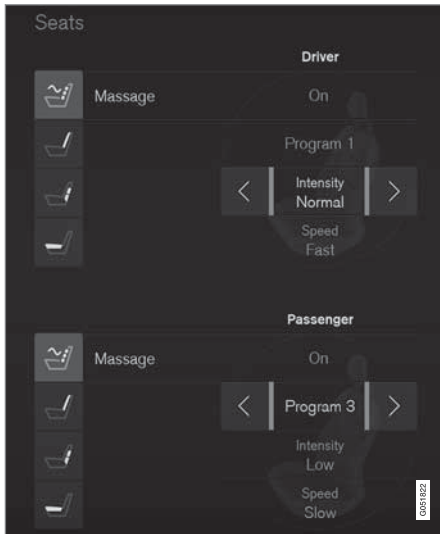 Seats
Driver
Massage On
Program 1
Intensity
Normal
Speed
Fast
Passenger
Massage On
Program 3
Intensity
Low
Speed
Slow
G051822